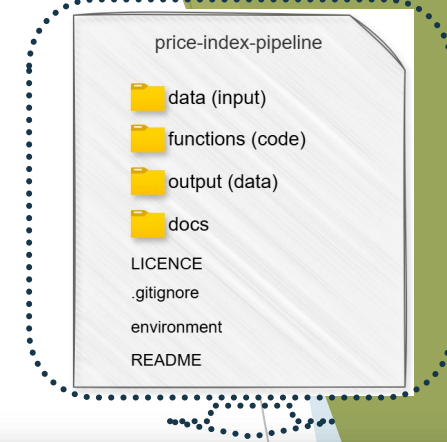 price-index-pipeline
data (input)
functions (code)
output (data)
docs
LICENCE
.gitignore
environment
README